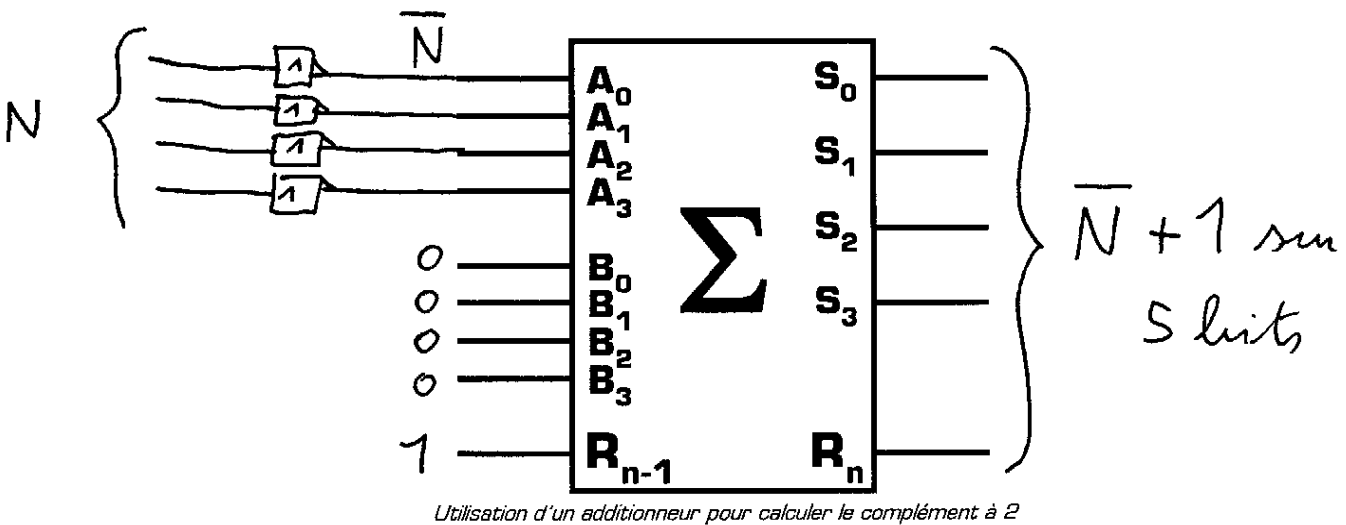 N
N̅
1
1
1
1
A₀
A₁
A₂
A₃
0
0
0
0
B₀
B₁
B₂
B₃
1
Rₙ₋₁
Σ
S₀
S₁
S₂
S₃
Rₙ
N̅ + 1 sur
5 bits
Utilisation d'un additionneur pour calculer le complément à 2